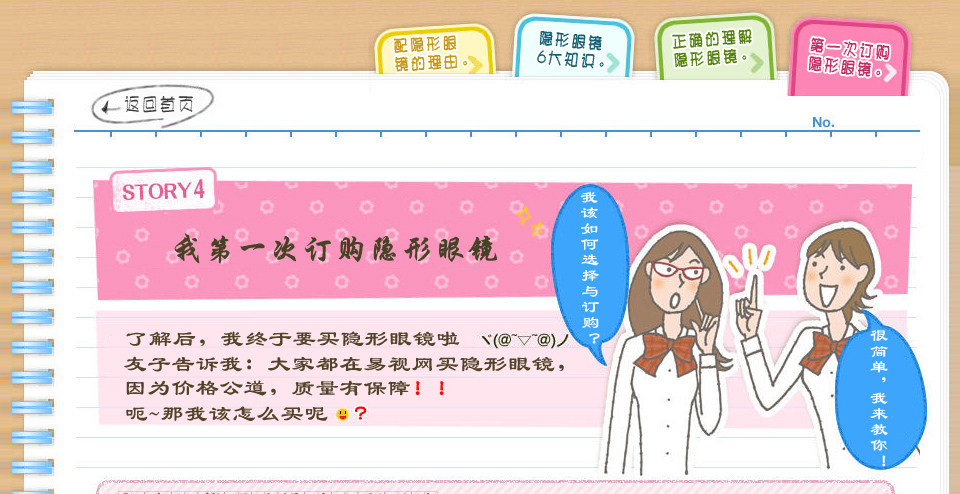 配隐形眼
镜的理由。
隐形眼镜
6大知识。
正确的理解
隐形眼镜。
第一次订购
隐形眼镜。
返回首页
No.
STORY4
我第一次订购隐形眼镜
我该如何选择与订购？
了解后，我终于要买隐形眼镜啦 ヾ(@~▽~@)ノ
友子告诉我：大家都在易视网买隐形眼镜，
因为价格公道，质量有保障！！
呃~那我该怎么买呢？
很简单，我来教你！